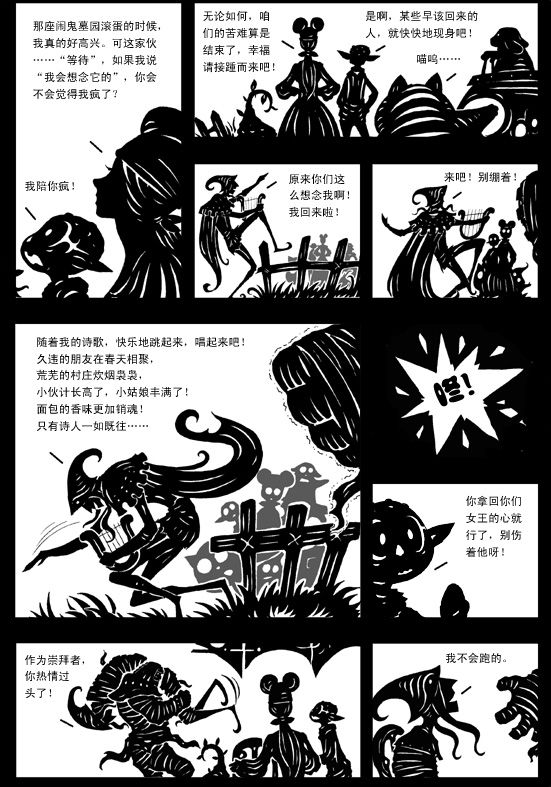 那座闹鬼墓园滚蛋的时候，
我真的好高兴。可这家伙
……“等待”，如果我说
“我会想念它的”，你会
不会觉得我疯了？
我陪你疯！
无论如何，咱
们的苦难算是
结束了，幸福
请接踵而来吧！
是啊，某些早该回来的
人，就快快地现身吧！
喵呜……
原来你们这
么想念我啊！
我回来啦！
来吧！别绷着！
随着我的诗歌，快乐地跳起来，唱起来吧！
久违的朋友在春天相聚，
荒芜的村庄炊烟袅袅，
小伙计长高了，小姑娘丰满了！
面包的香味更加销魂！
只有诗人一如既往……
你拿回你们
女王的心就
行了，别伤
着他呀！
作为崇拜者，
你热情过
头了！
我不会跑的。